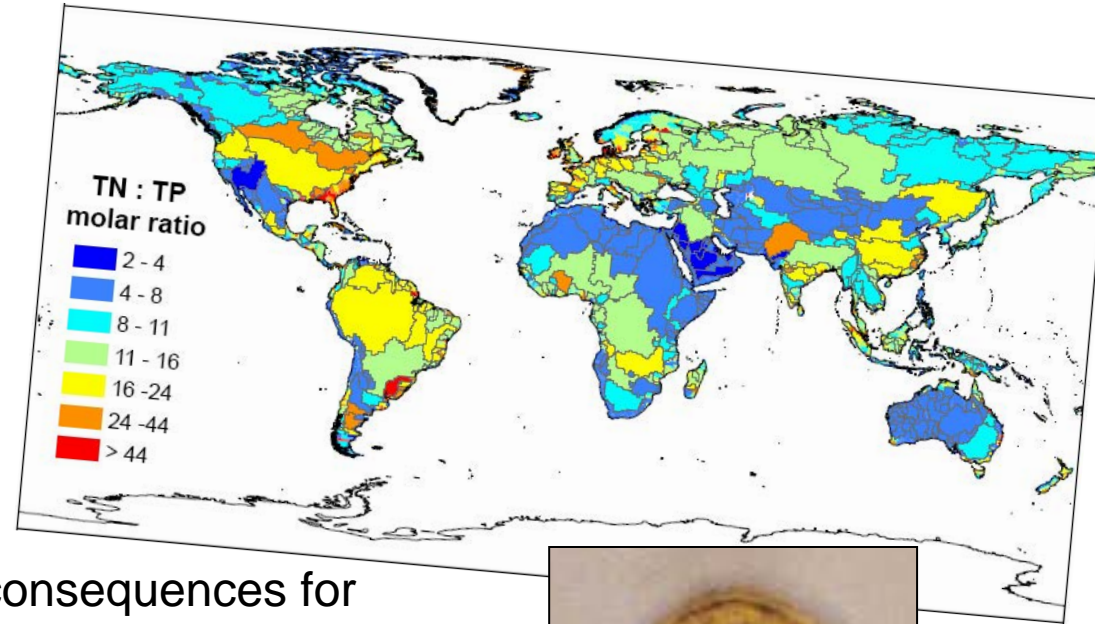 TN : TP
molar ratio
2 - 4
4 - 8
8 - 11
11 - 16
16 -24
24 -44
> 44
consequences for